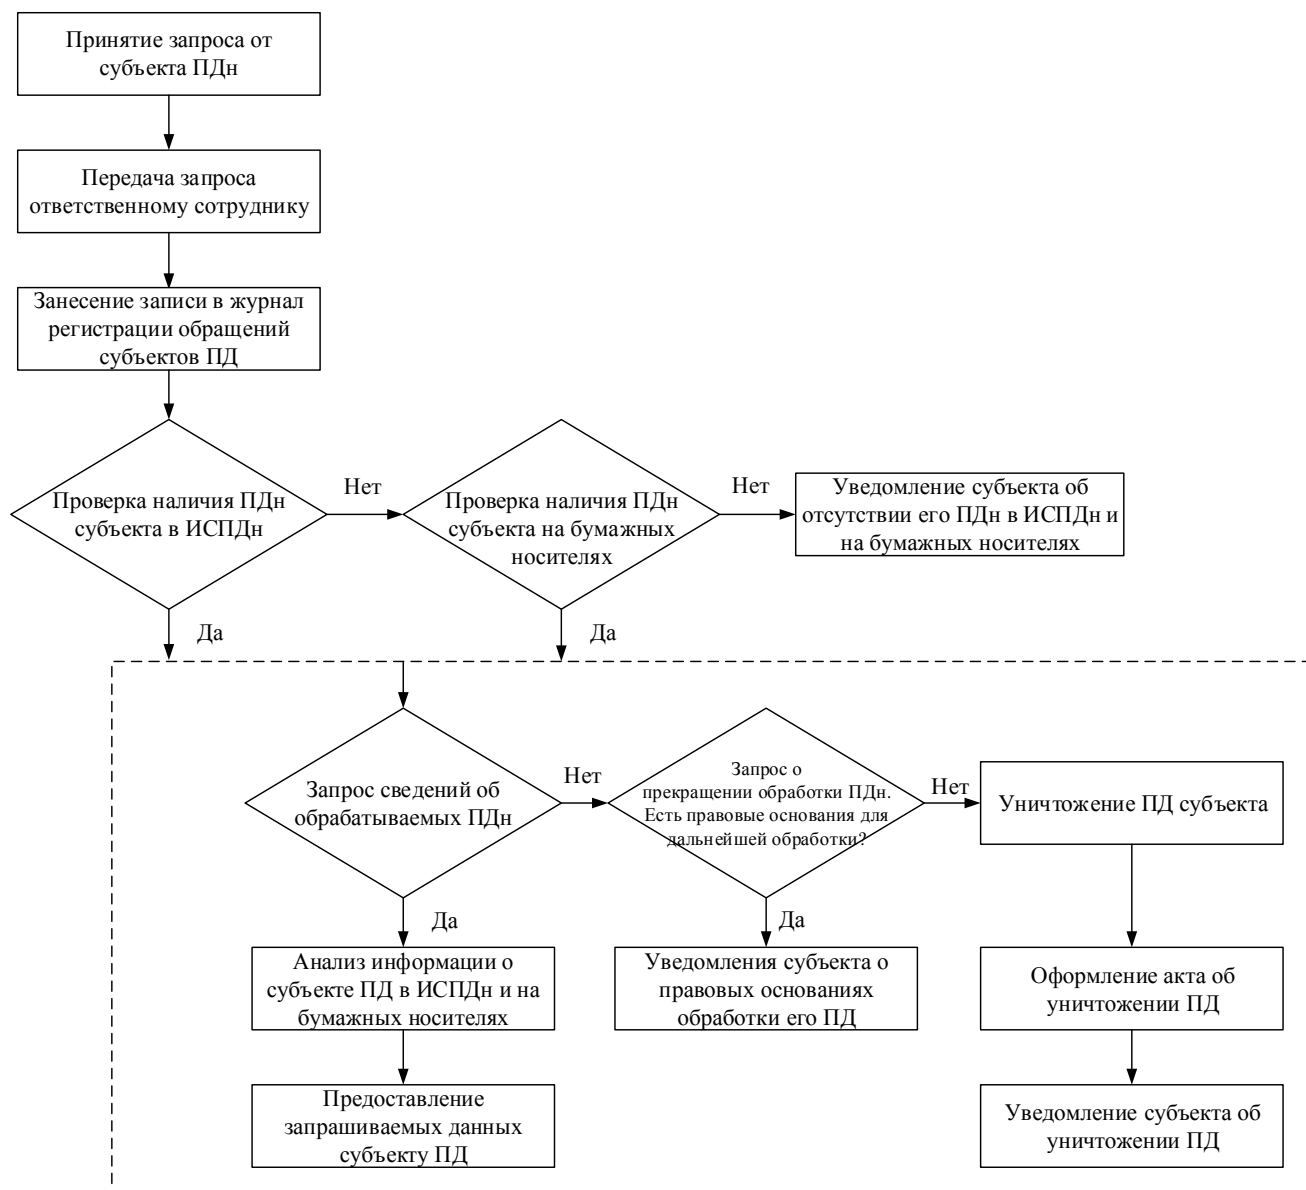 Принятие запроса от
субъекта ПДн
Передача запроса
ответственному сотруднику
Занесение записи в журнал
регистрации обращений
субъектов ПД
Проверка наличия ПДн
субъекта в ИСПДн
Нет
Проверка наличия ПДн
субъекта на бумажных
носителях
Нет
Уведомление субъекта об
отсутствии его ПДн в ИСПДн и
на бумажных носителях
Да
Да
Запрос сведений об
обрабатываемых ПДн
Нет
Запрос о
прекращении обработки ПДн.
Есть правовые основания для
дальнейшей обработки?
Нет
Уничтожение ПД субъекта
Да
Да
Анализ информации о
субъекте ПД в ИСПДн и на
бумажных носителях
Уведомления субъекта о
правовых основаниях
обработки его ПД
Оформление акта об
уничтожении ПД
Предоставление
запрашиваемых данных
субъекту ПД
Уведомление субъекта об
уничтожении ПД